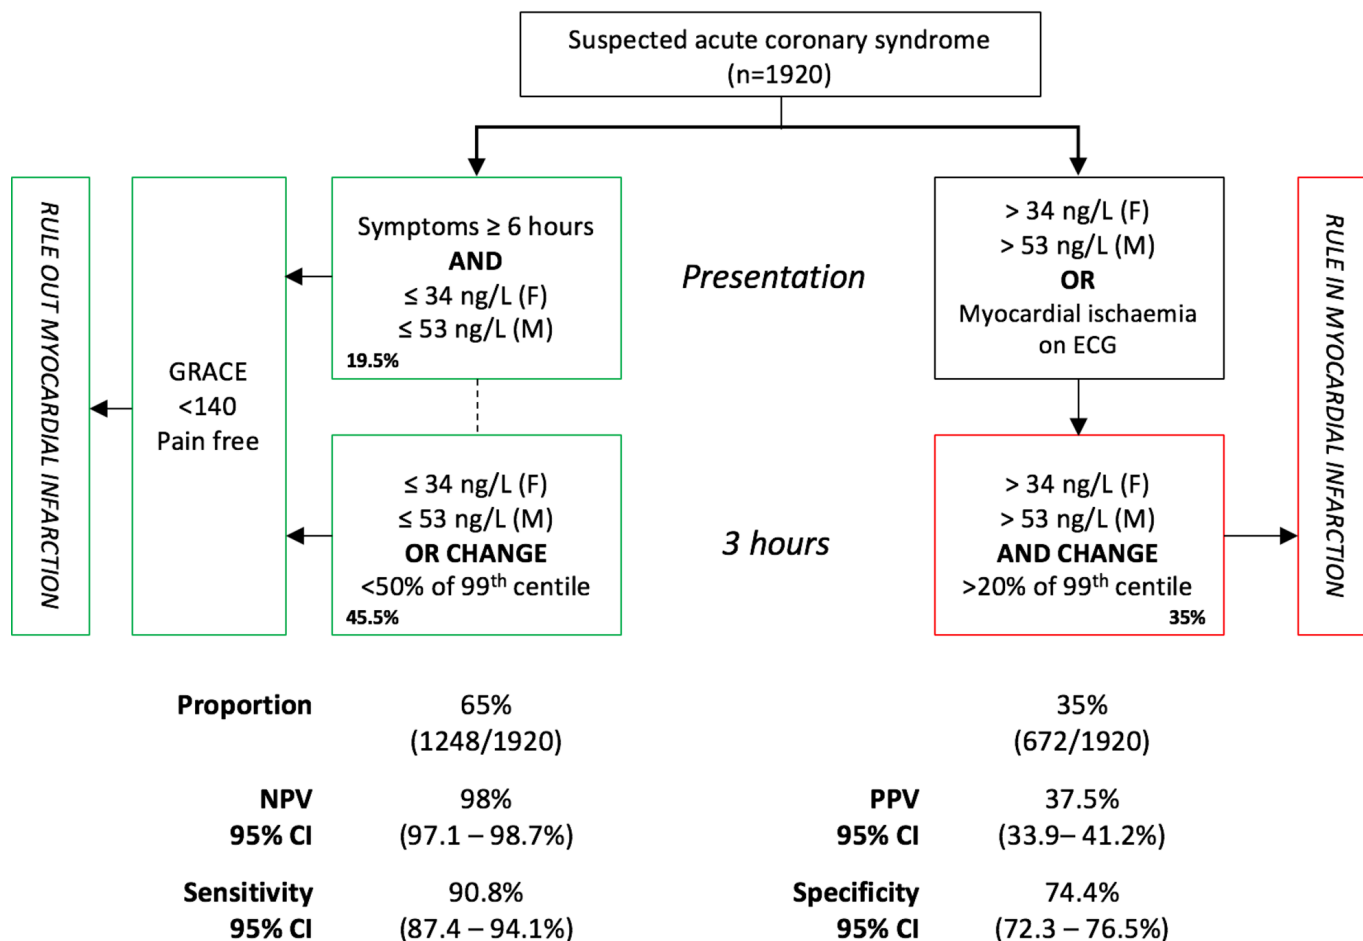 Suspected acute coronary syndrome
(n=1920)
RULE OUT MYOCARDIAL INFARCTION
GRACE
<140
Pain free
Symptoms ≥ 6 hours
AND
≤ 34 ng/L (F)
≤ 53 ng/L (M)
19.5%
Presentation
> 34 ng/L (F)
> 53 ng/L (M)
OR
Myocardial ischaemia
on ECG
RULE IN MYOCARDIAL INFARCTION
≤ 34 ng/L (F)
≤ 53 ng/L (M)
OR CHANGE
<50% of 99th centile
45.5%
3 hours
> 34 ng/L (F)
> 53 ng/L (M)
AND CHANGE
>20% of 99th centile
35%
Proportion 65% 35%
(1248/1920) (672/1920)
NPV 98% PPV 37.5%
95% CI (97.1 – 98.7%) 95% CI (33.9– 41.2%)
Sensitivity 90.8% Specificity 74.4%
95% CI (87.4 – 94.1%) 95% CI (72.3 – 76.5%)